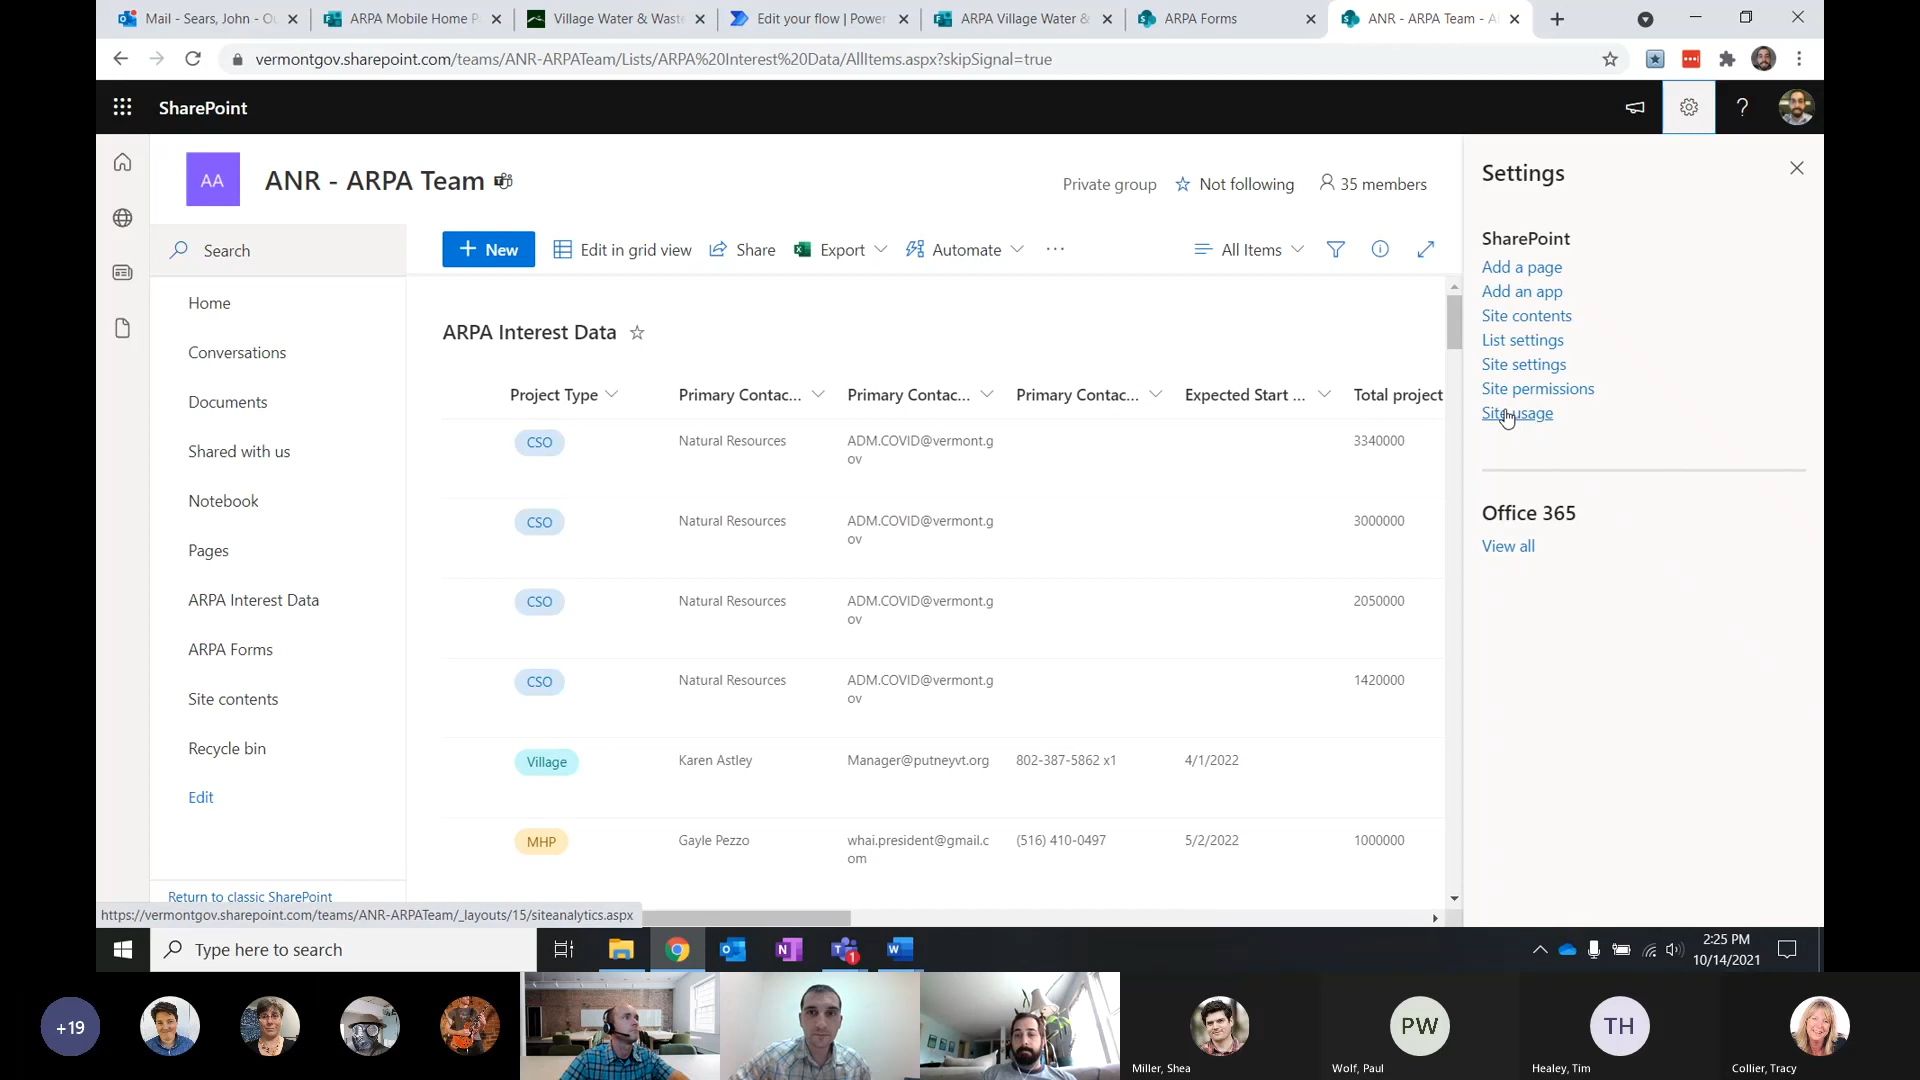 Mail - Sears, John - Ou
ARPA Mobile Home P
Village Water & Waste
Edit your flow | Power
ARPA Village Water &
ARPA Forms
ANR - ARPA Team - A
vermontgov.sharepoint.com/teams/ANR-ARPATeam/Lists/ARPA%20Interest%20Data/AllItems.aspx?skipSignal=true
SharePoint
AA
ANR - ARPA Team
Private group
Not following
35 members
Search
New
Edit in grid view
Share
Export
Automate
All Items
Home
Conversations
Documents
Shared with us
Notebook
Pages
ARPA Interest Data
ARPA Forms
Site contents
Recycle bin
Edit
Return to classic SharePoint
ARPA Interest Data
Project Type
Primary Contac...
Primary Contac...
Primary Contac...
Expected Start ...
Total project
CSO
Natural Resources
ADM.COVID@vermont.g
ov
3340000
CSO
Natural Resources
ADM.COVID@vermont.g
ov
3000000
CSO
Natural Resources
ADM.COVID@vermont.g
ov
2050000
CSO
Natural Resources
ADM.COVID@vermont.g
ov
1420000
Village
Karen Astley
Manager@putneyvt.org
802-387-5862 x1
4/1/2022
MHP
Gayle Pezzo
whai.president@gmail.c
om
(516) 410-0497
5/2/2022
1000000
Settings
SharePoint
Add a page
Add an app
Site contents
List settings
Site settings
Site permissions
Site usage
Office 365
View all
https://vermontgov.sharepoint.com/teams/ANR-ARPATeam/_layouts/15/siteanalytics.aspx
Type here to search
1
2:25 PM
10/14/2021
+19
PW
TH
Miller, Shea
Wolf, Paul
Healey, Tim
Collier, Tracy